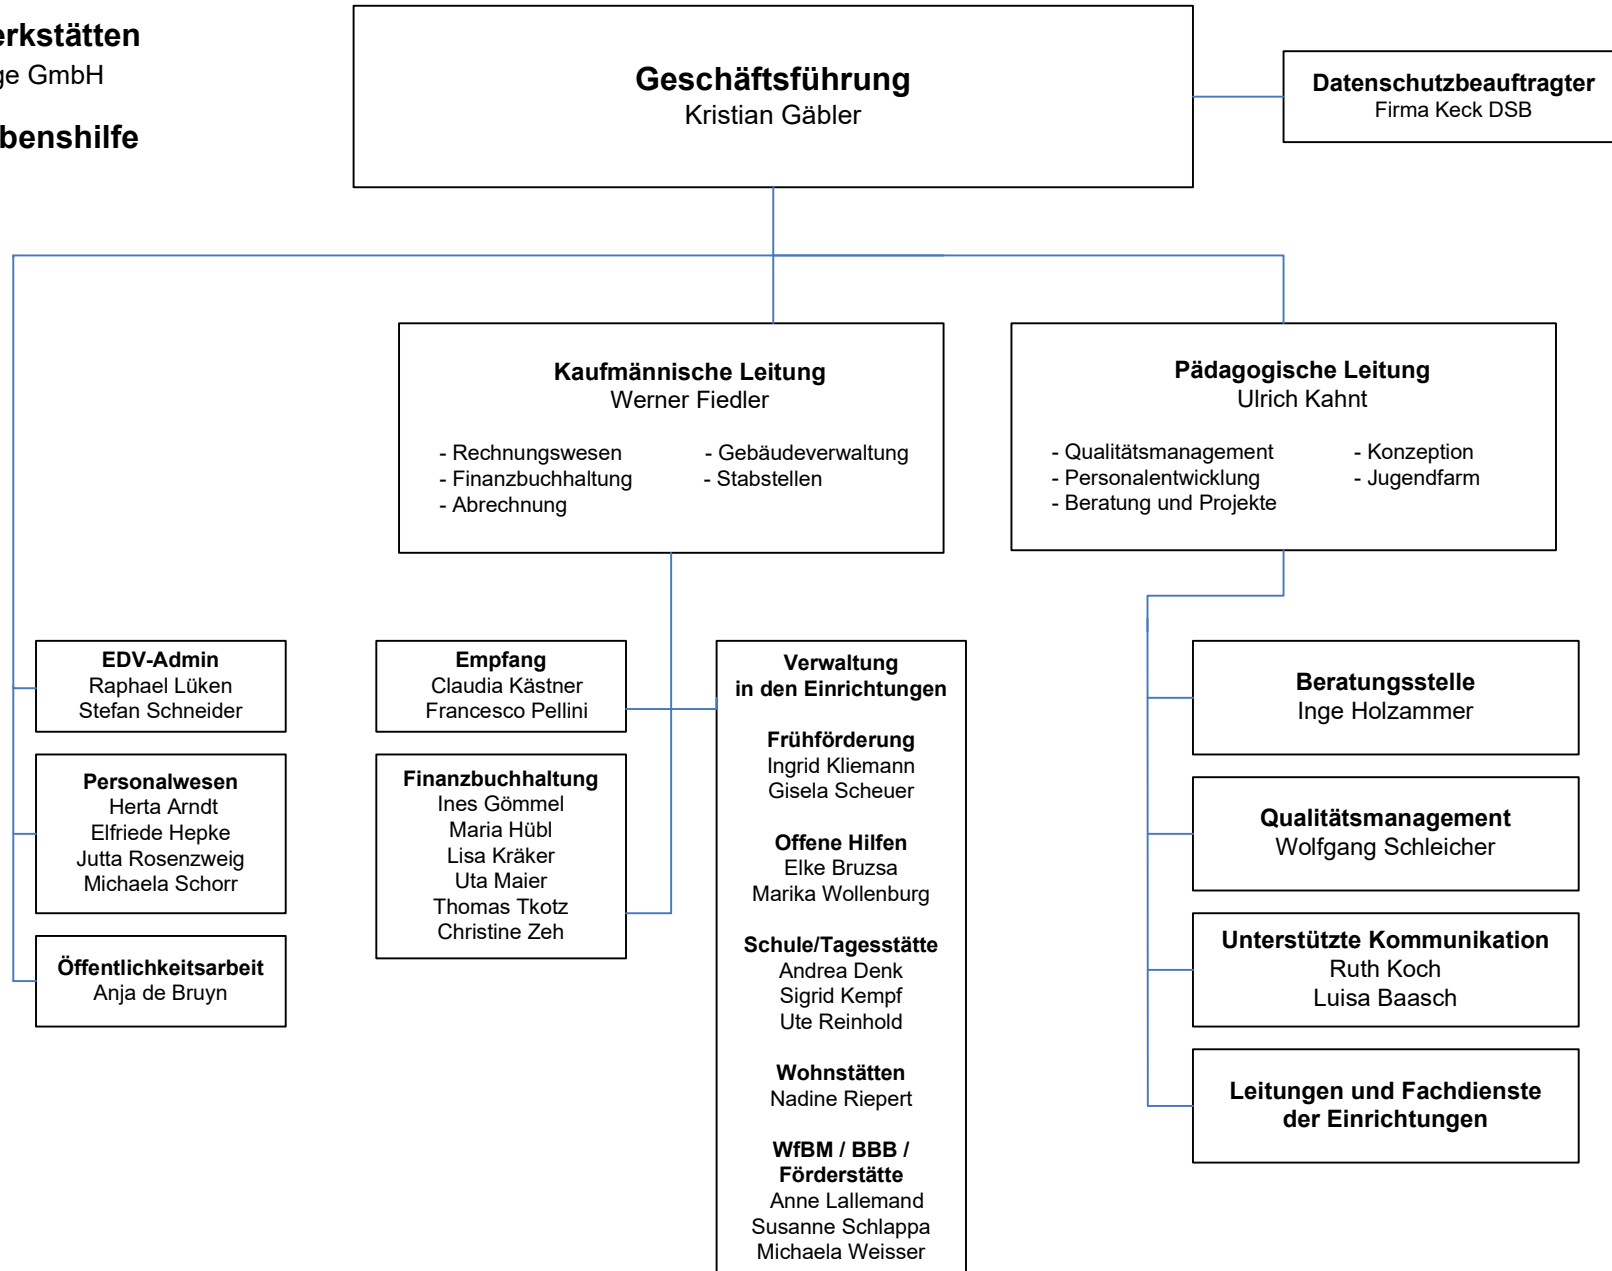 erkstätten
ge GmbH
benshilfe
Geschäftsführung
Kristian Gäbler
Datenschutzbeauftragter
Firma Keck DSB
Kaufmännische Leitung
Werner Fiedler
- Rechnungswesen
- Finanzbuchhaltung
- Abrechnung
- Gebäudeverwaltung
- Stabstellen
Pädagogische Leitung
Ulrich Kahnt
- Qualitätsmanagement
- Personalentwicklung
- Beratung und Projekte
- Konzeption
- Jugendfarm
EDV-Admin
Raphael Lüken
Stefan Schneider
Personalwesen
Herta Arndt
Elfriede Hepke
Jutta Rosenzweig
Michaela Schorr
Öffentlichkeitsarbeit
Anja de Bruyn
Empfang
Claudia Kästner
Francesco Pellini
Finanzbuchhaltung
Ines Gömmel
Maria Hübl
Lisa Kräker
Uta Maier
Thomas Tkotz
Christine Zeh
Verwaltung
in den Einrichtungen
Frühförderung
Ingrid Kliemann
Gisela Scheuer
Offene Hilfen
Elke Bruzsa
Marika Wollenburg
Schule/Tagesstätte
Andrea Denk
Sigrid Kempf
Ute Reinhold
Wohnstätten
Nadine Riepert
WfBM / BBB /
Förderstätte
Anne Lallemand
Susanne Schlappa
Michaela Weisser
Beratungsstelle
Inge Holzammer
Qualitätsmanagement
Wolfgang Schleicher
Unterstützte Kommunikation
Ruth Koch
Luisa Baasch
Leitungen und Fachdienste
der Einrichtungen